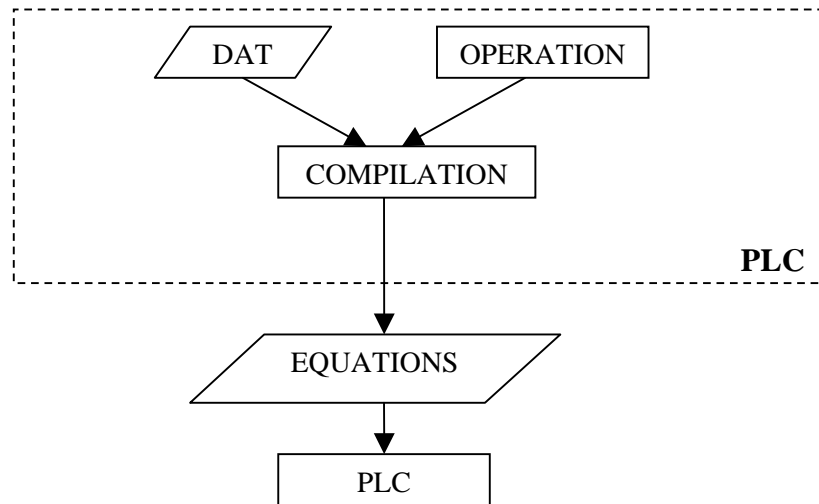 DAT
OPERATION
COMPILATION
PLC
EQUATIONS
PLC